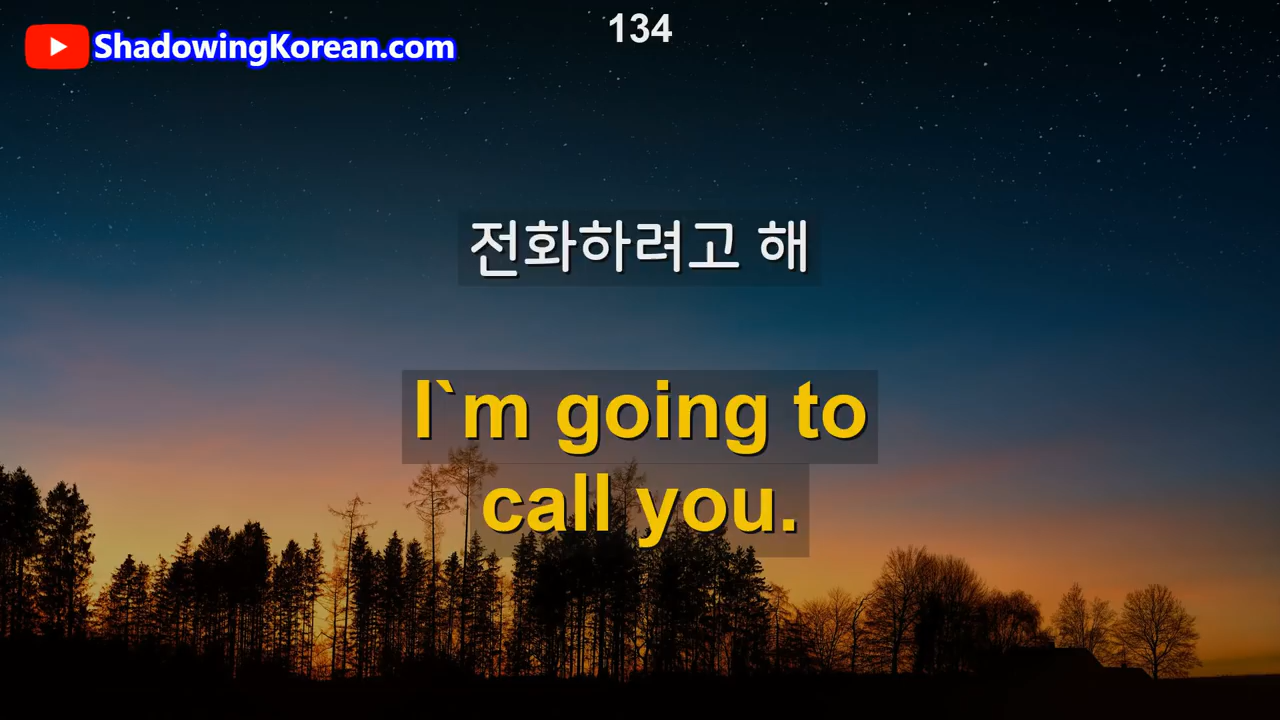 134
ShadowingKorean.com
전화하려고 해
I`m going to
call you.